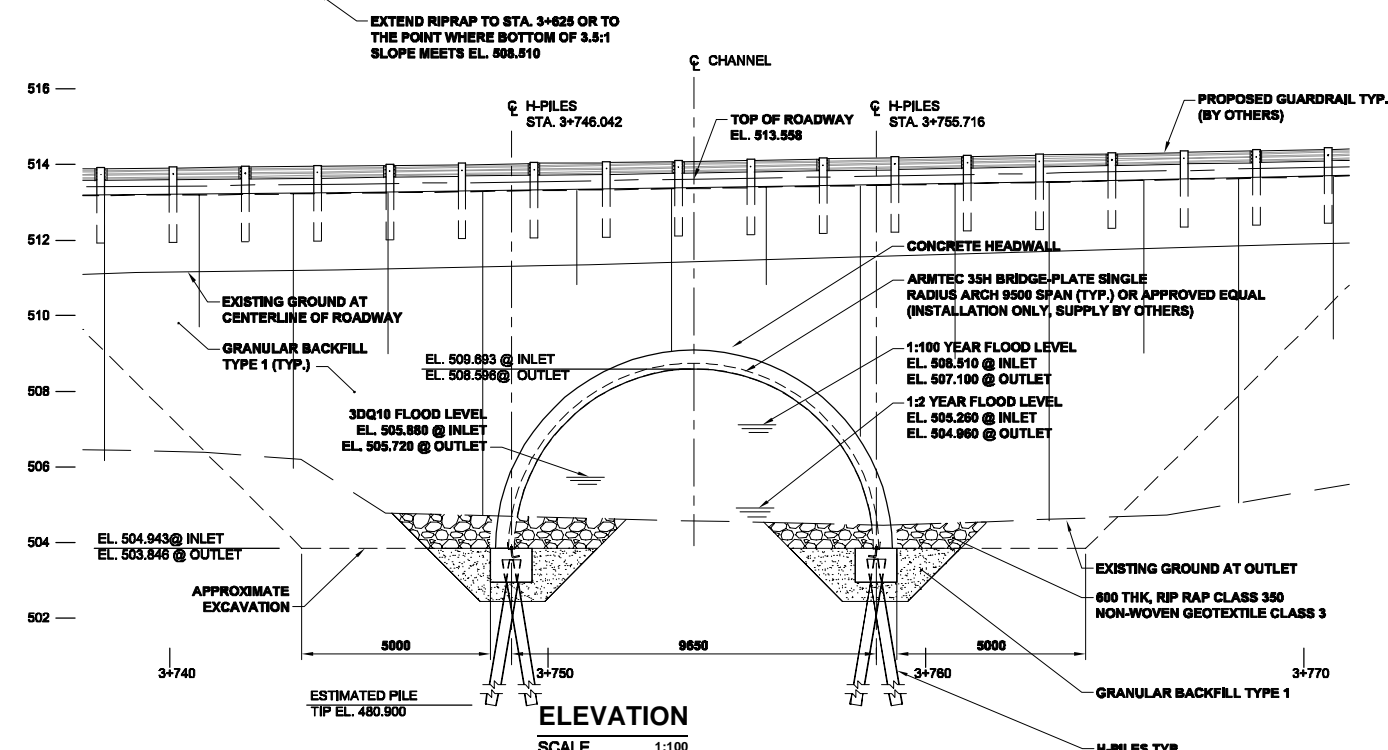 EXTEND RIPRAP TO STA. 3+625 OR TO
THE POINT WHERE BOTTOM OF 3.5:1
SLOPE MEETS EL. 508.510
℄ CHANNEL
516
℄ H-PILES
STA. 3+746.042
TOP OF ROADWAY
EL. 513.558
℄ H-PILES
STA. 3+755.716
PROPOSED GUARDRAIL TYP.
(BY OTHERS)
514
512
CONCRETE HEADWALL
ARMTEC 35H BRIDGE-PLATE SINGLE
RADIUS ARCH 9500 SPAN (TYP.) OR APPROVED EQUAL
(INSTALLATION ONLY, SUPPLY BY OTHERS)
EXISTING GROUND AT
CENTERLINE OF ROADWAY
510
GRANULAR BACKFILL
TYPE 1 (TYP.)
EL. 509.693 @ INLET
EL. 508.596@ OUTLET
1:100 YEAR FLOOD LEVEL
EL. 508.510 @ INLET
EL. 507.100 @ OUTLET
508
3DQ10 FLOOD LEVEL
EL. 505.880 @ INLET
EL. 505.720 @ OUTLET
1:2 YEAR FLOOD LEVEL
EL. 505.260 @ INLET
EL. 504.960 @ OUTLET
506
504
EL. 504.943@ INLET
EL. 503.846 @ OUTLET
APPROXIMATE
EXCAVATION
EXISTING GROUND AT OUTLET
600 THK, RIP RAP CLASS 350
NON-WOVEN GEOTEXTILE CLASS 3
502
5000
9650
5000
3+740
3+750
3+760
3+770
ESTIMATED PILE
TIP EL. 480.900
GRANULAR BACKFILL TYPE 1
ELEVATION
SCALE 1:100
H-PILES TYP.